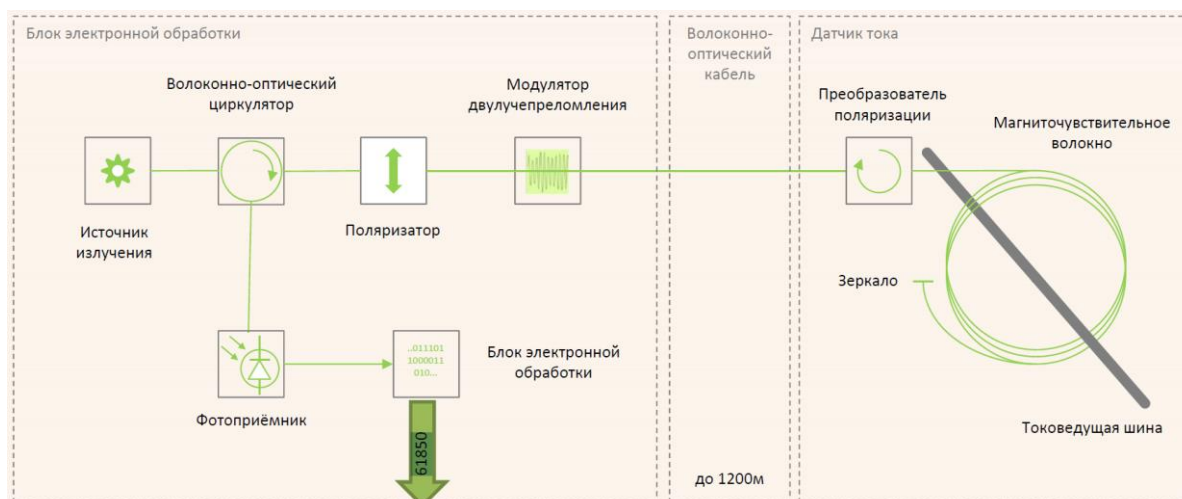 Блок электронной обработки
Волоконно-
оптический
кабель
Датчик тока
Волоконно-оптический
циркулятор
Модулятор
двулучепреломления
Преобразователь
поляризации
Магниточувствительное
волокно
Источник
излучения
Поляризатор
Зеркало
..011101
1000011
010...
Блок электронной
обработки
Фотоприёмник
Токоведущая шина
61850
до 1200м